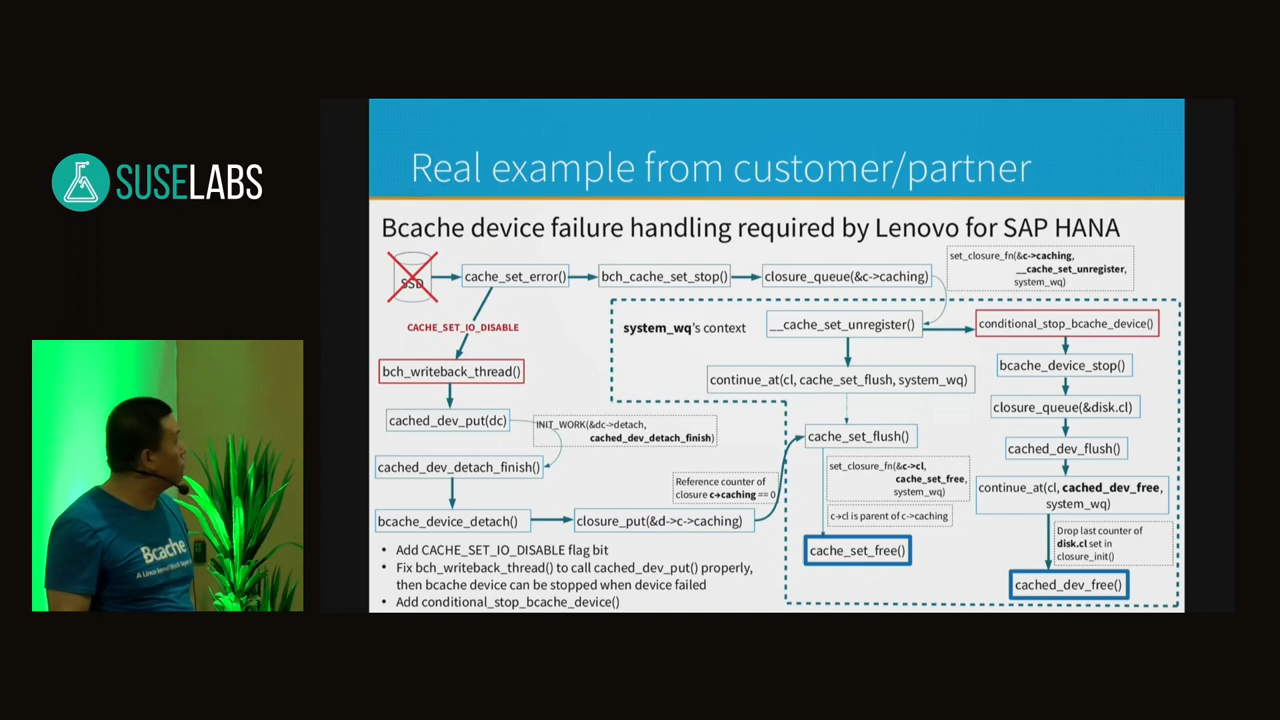 SUSELABS
Real example from customer/partner
Bcache device failure handling required by Lenovo for SAP HANA
SSD
cache_set_error()
bch_cache_set_stop()
closure_queue(&c->caching)
set_closure_fn(&c->caching,
__cache_set_unregister,
system_wq)
CACHE_SET_IO_DISABLE
system_wq's context
__cache_set_unregister()
conditional_stop_bcache_device()
bch_writeback_thread()
continue_at(cl, cache_set_flush, system_wq)
bcache_device_stop()
closure_queue(&disk.cl)
cached_dev_put(dc)
INIT_WORK(&dc->detach,
cached_dev_detach_finish)
cache_set_flush()
cached_dev_flush()
cached_dev_detach_finish()
set_closure_fn(&c->cl,
cache_set_free,
system_wq)
Reference counter of
closure c->caching == 0
continue_at(cl, cached_dev_free,
system_wq)
bcache_device_detach()
closure_put(&d->c->caching)
c->cl is parent of c->caching
Drop last counter of
disk.cl set in
closure_init()
cache_set_free()
cached_dev_free()
• Add CACHE_SET_IO_DISABLE flag bit
• Fix bch_writeback_thread() to call cached_dev_put() properly,
then bcache device can be stopped when device failed
• Add conditional_stop_bcache_device()
Bcache
A Linux kernel block